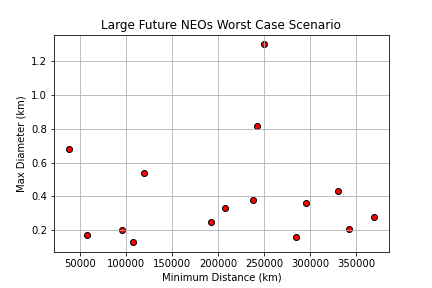 Large Future NEOs Worst Case Scenario
Max Diameter (km)
1.2
1.0
0.8
0.6
0.4
0.2
50000 100000 150000 200000 250000 300000 350000
Minimum Distance (km)